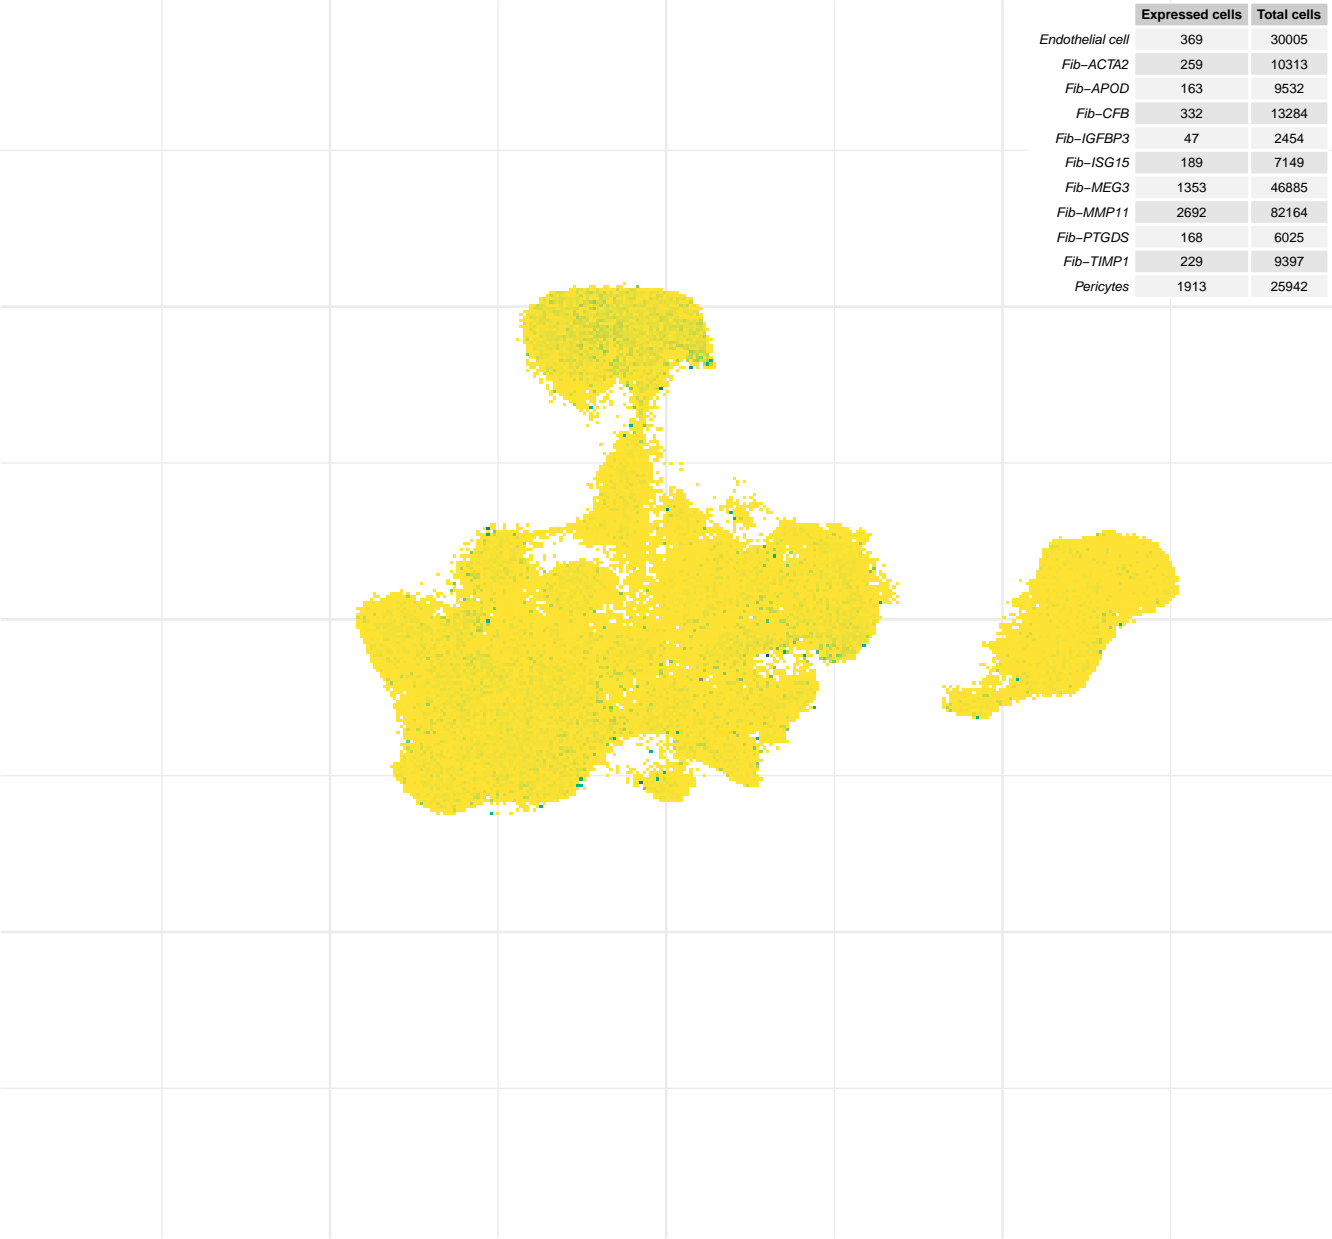 Expressed cells Total cells
Endothelial cell 369 30005
Fib−ACTA2 259 10313
Fib−APOD 163 9532
Fib−CFB 332 13284
Fib−IGFBP3 47 2454
Fib−ISG15 189 7149
Fib−MEG3 1353 46885
Fib−MMP11 2692 82164
Fib−PTGDS 168 6025
Fib−TIMP1 229 9397
Pericytes 1913 25942